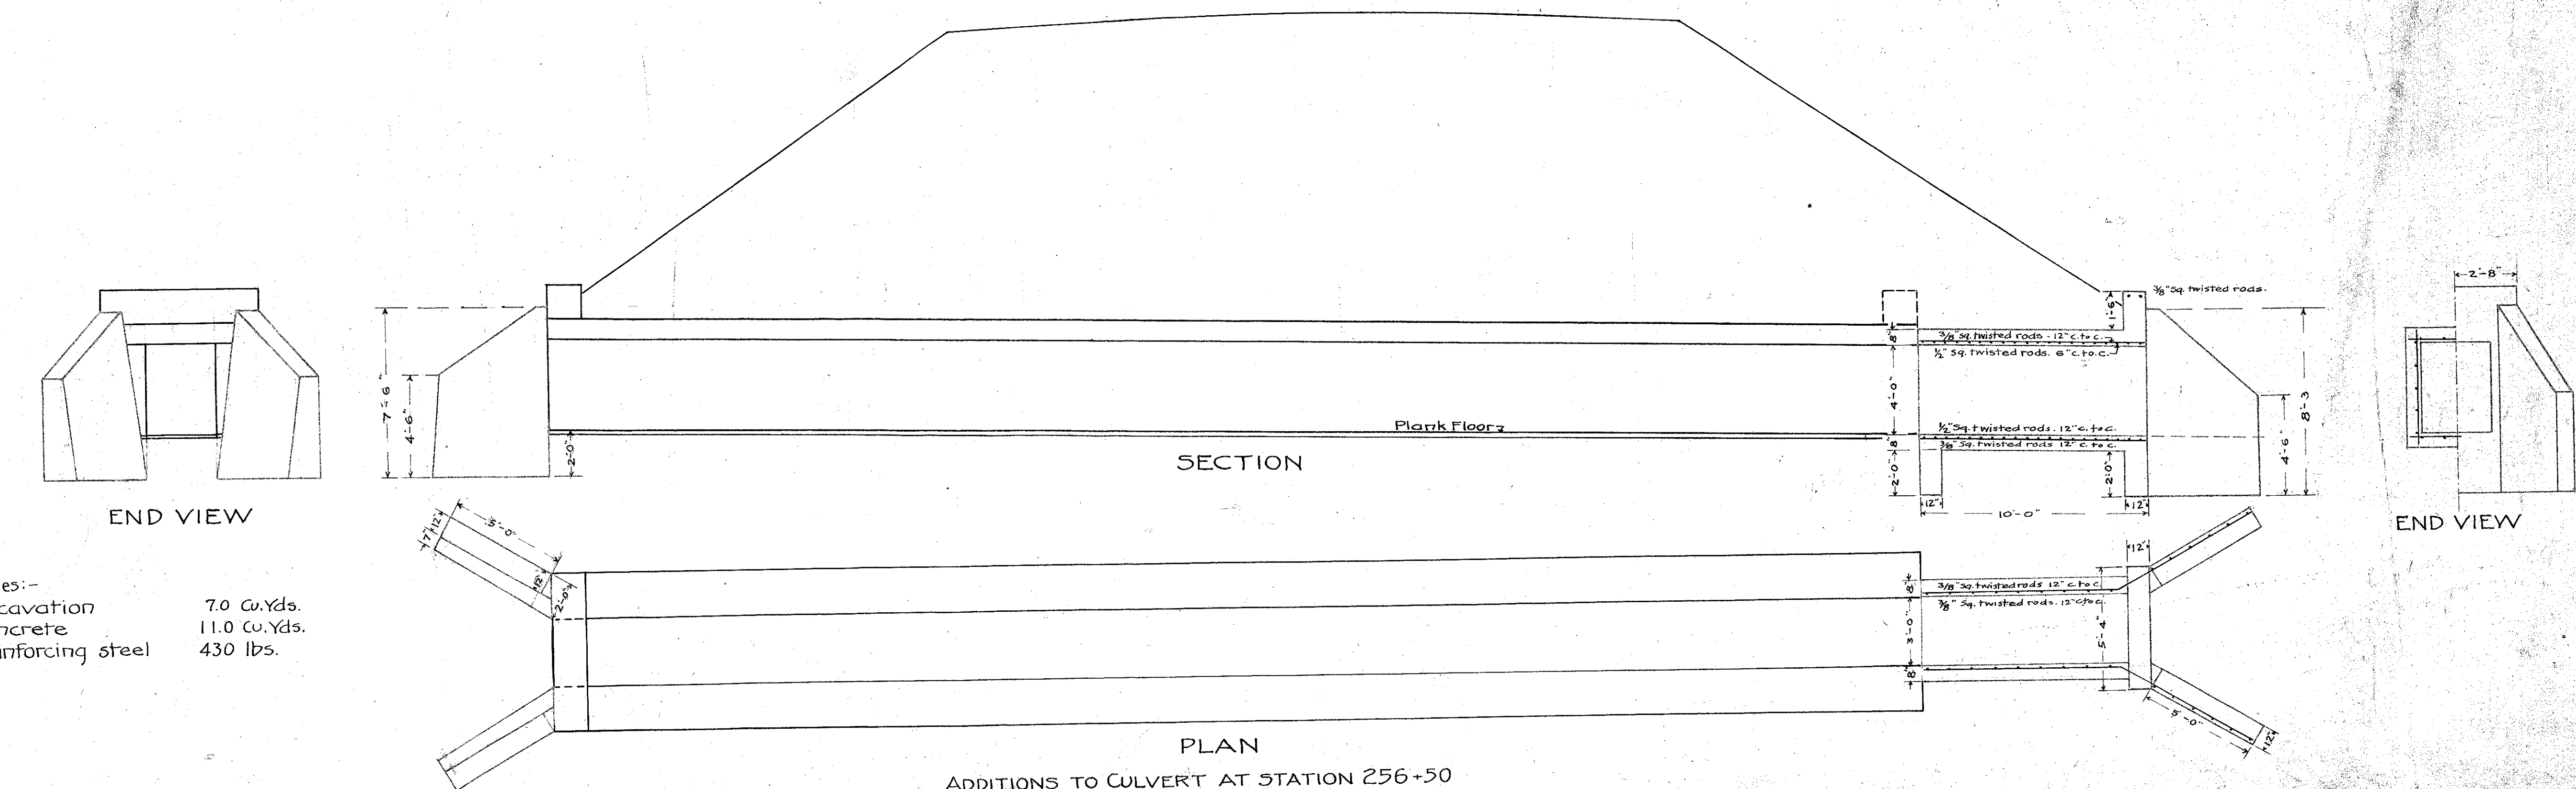 3/8" Sq. twisted rods.
2'-8"
1'-6"
3/8" Sq. twisted rods - 12" c. to c.
1/2" Sq. twisted rods. 6" c. to. c.
8"
7'-6"
4'-6"
2'-0"
4'-0"
Plank Floor
1/2" Sq. twisted rods. 12" c. to c.
3/8" Sq. twisted rods 12" c. to c.
8"
2'-0"
2'-0"
4'-6"
8'-3
12"
12"
10'-0"
SECTION
END VIEW
END VIEW
7"
12"
5'-0"
12"
2'-0"
12"
8"
3/8" Sq. twisted rods 12" c. to c.
3/8" Sq. twisted rods. 12" c. to c.
3'-0"
5'-4"
8"
5'-0"
12"
es:-
cavation 7.0 Cu. Yds.
ncrete 11.0 Cu. Yds.
inforcing steel 430 lbs.
PLAN
ADDITIONS TO CULVERT AT STATION 256+50